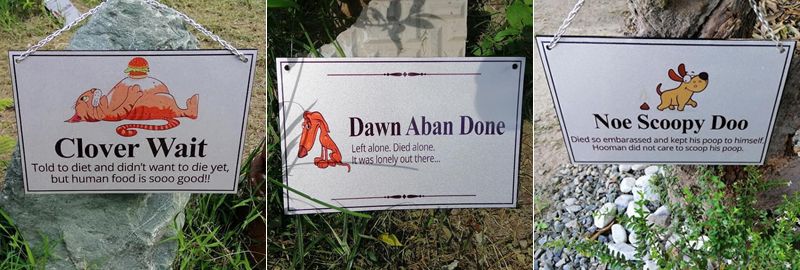 Clover Wait
Told to diet and didn't want to die yet,
but human food is sooo good!!
Dawn Aban Done
Left alone. Died alone.
It was lonely out there...
Noe Scoopy Doo
Died so embarassed and kept his poop to himself.
Hooman did not care to scoop his poop.